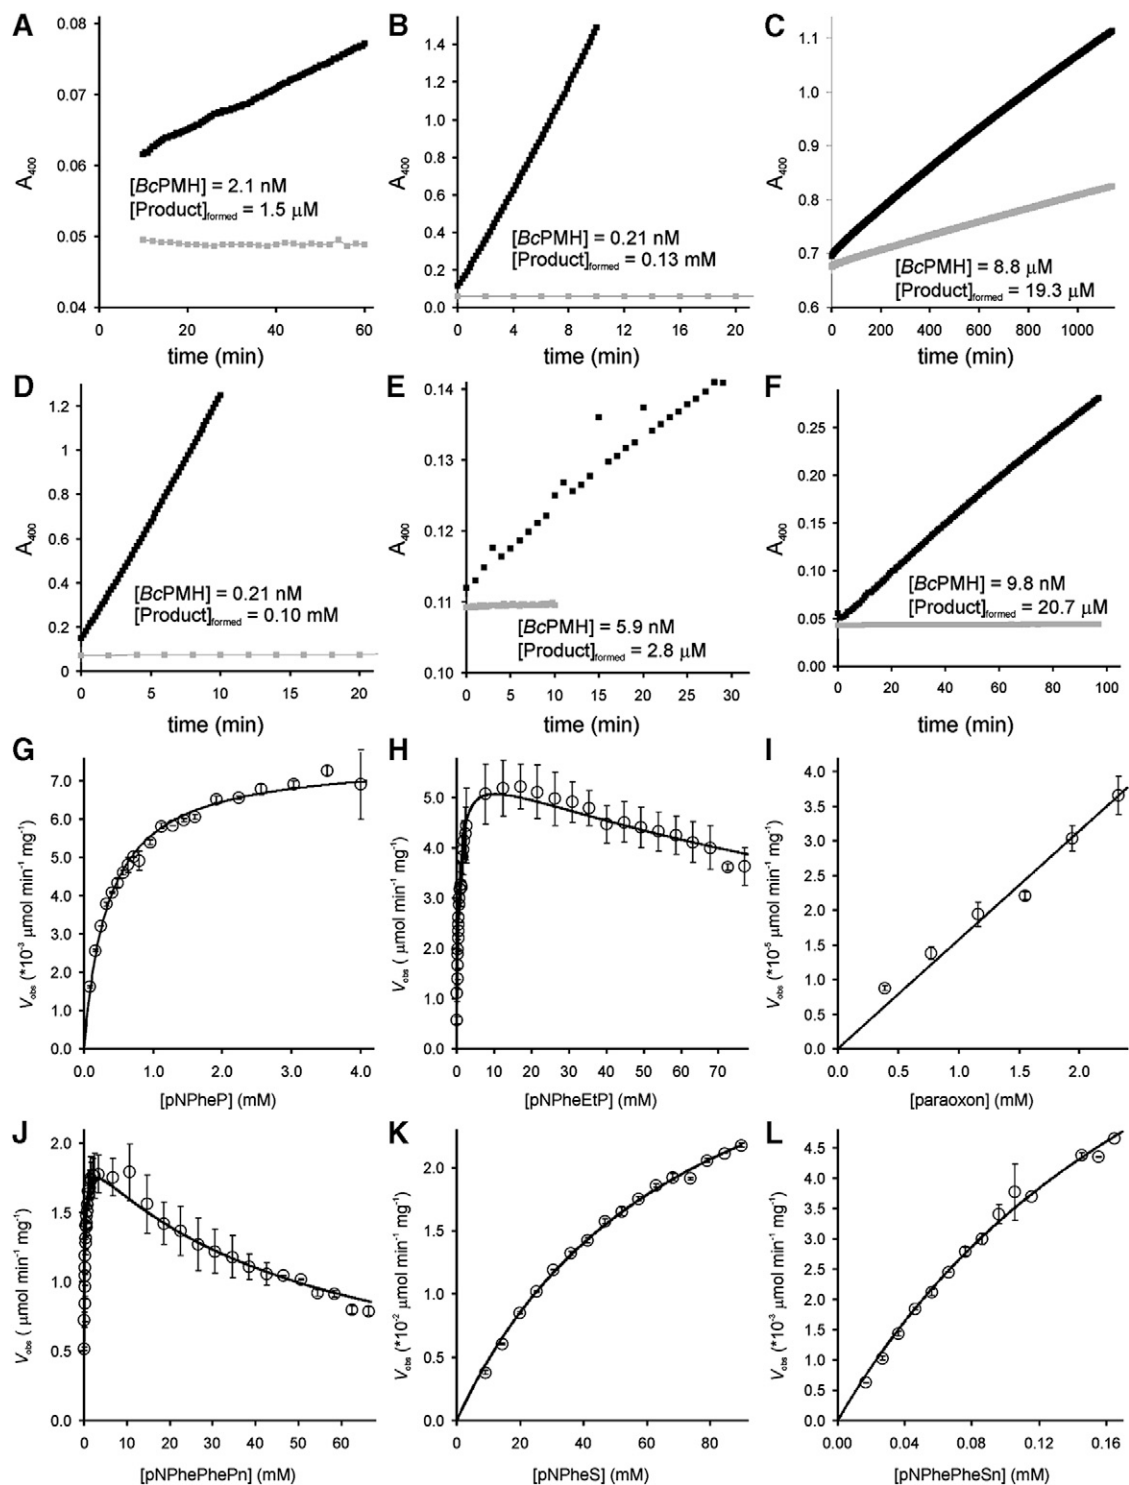 A
0.08
0.07
0.06
0.05
0.04
A400
[BcPMH] = 2.1 nM
[Product]formed = 1.5 μM
0 20 40 60
time (min)
B
1.4
1.2
1.0
0.8
0.6
0.4
0.2
0.0
A400
[BcPMH] = 0.21 nM
[Product]formed = 0.13 mM
0 4 8 12 16 20
time (min)
C
1.1
1.0
0.9
0.8
0.7
0.6
A400
[BcPMH] = 8.8 μM
[Product]formed = 19.3 μM
0 200 400 600 800 1000
time (min)
D
1.2
1
0.8
0.6
0.4
0.2
0
A400
[BcPMH] = 0.21 nM
[Product]formed = 0.10 mM
0 5 10 15 20
time (min)
E
0.14
0.13
0.12
0.11
0.10
A400
[BcPMH] = 5.9 nM
[Product]formed = 2.8 μM
0 5 10 15 20 25 30
time (min)
F
0.25
0.20
0.15
0.10
0.05
0.00
A400
[BcPMH] = 9.8 nM
[Product]formed = 20.7 μM
0 20 40 60 80 100
time (min)
G
7.0
6.0
5.0
4.0
3.0
2.0
1.0
0.0
Vobs (*10-3 μmol min-1 mg-1)
0.0 1.0 2.0 3.0 4.0
[pNPheP] (mM)
H
5.0
4.0
3.0
2.0
1.0
0.0
Vobs ( μmol min-1 mg-1)
0 10 20 30 40 50 60 70
[pNPheEtP] (mM)
I
4.0
3.5
3.0
2.5
2.0
1.5
1.0
0.5
0.0
Vobs (*10-5 μmol min-1 mg-1)
0.0 0.5 1.0 1.5 2.0
[paraoxon] (mM)
J
2.0
1.5
1.0
0.5
0.0
Vobs ( μmol min-1 mg-1)
0 10 20 30 40 50 60
[pNPhePhePn] (mM)
K
2.0
1.5
1.0
0.5
0.0
Vobs (*10-2 μmol min-1 mg-1)
0 20 40 60 80
[pNPheS] (mM)
L
4.5
4.0
3.5
3.0
2.5
2.0
1.5
1.0
0.5
0.0
Vobs (*10-3 μmol min-1 mg-1)
0.00 0.04 0.08 0.12 0.16
[pNPhePheSn] (mM)